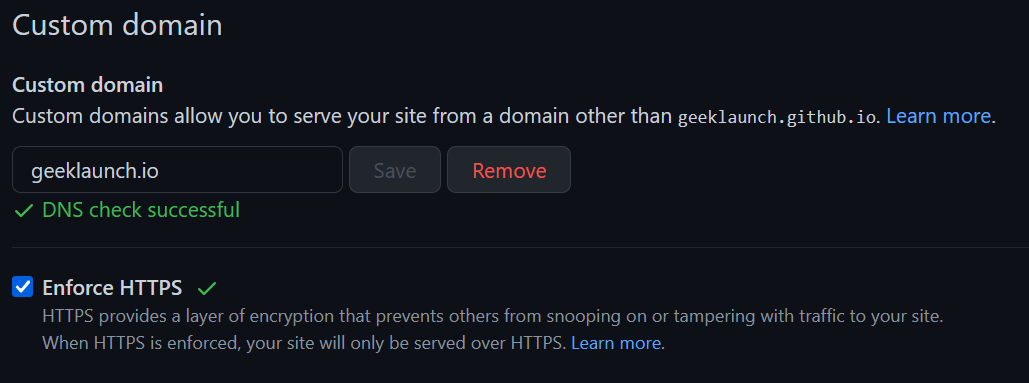 Custom domain
Custom domain
Custom domains allow you to serve your site from a domain other than geeklaunch.github.io. Learn more.
geeklaunch.io Save Remove
DNS check successful
Enforce HTTPS
HTTPS provides a layer of encryption that prevents others from snooping on or tampering with traffic to your site.
When HTTPS is enforced, your site will only be served over HTTPS. Learn more.